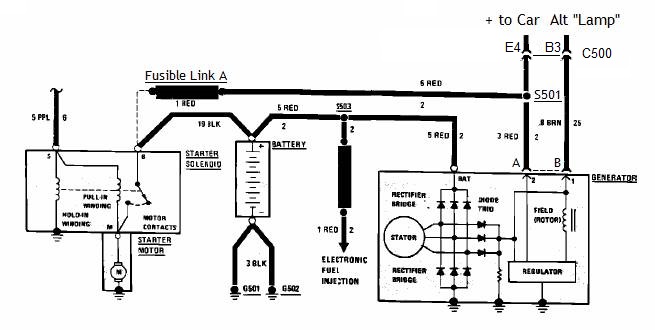 + to Car Alt "Lamp"
E4 B3 C500
Fusible Link A
6 RED
2
1 RED
S501
5 PPL 6
19 BLK
5 RED
2
S503
5 RED 2
3 RED 2
.8 BRN 25
S B
STARTER
SOLENOID
+ BATTERY
A B
GENERATOR
BAT 2 1
PULL-IN
WINDING
HOLD-IN
WINDING
MOTOR
CONTACTS
M
STARTER
MOTOR
M
-
3 BLK
G501 G502
1 RED 2
ELECTRONIC
FUEL
INJECTION
RECTIFIER
BRIDGE
DIODE
TRIO
STATOR
FIELD
(ROTOR)
RECTIFIER
BRIDGE
REGULATOR